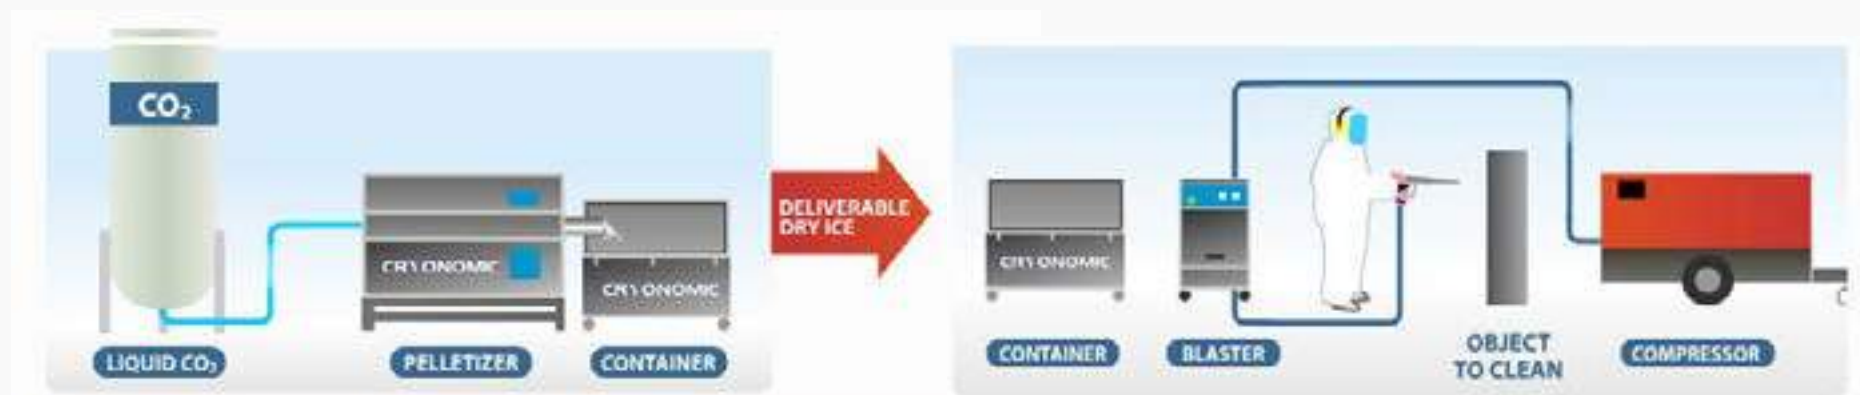 CO₂
CRYONOMIC
CRYONOMIC
LIQUID CO₂
PELLETIZER
CONTAINER
DELIVERABLE
DRY ICE
CRYONOMIC
CONTAINER
BLASTER
OBJECT
TO CLEAN
COMPRESSOR